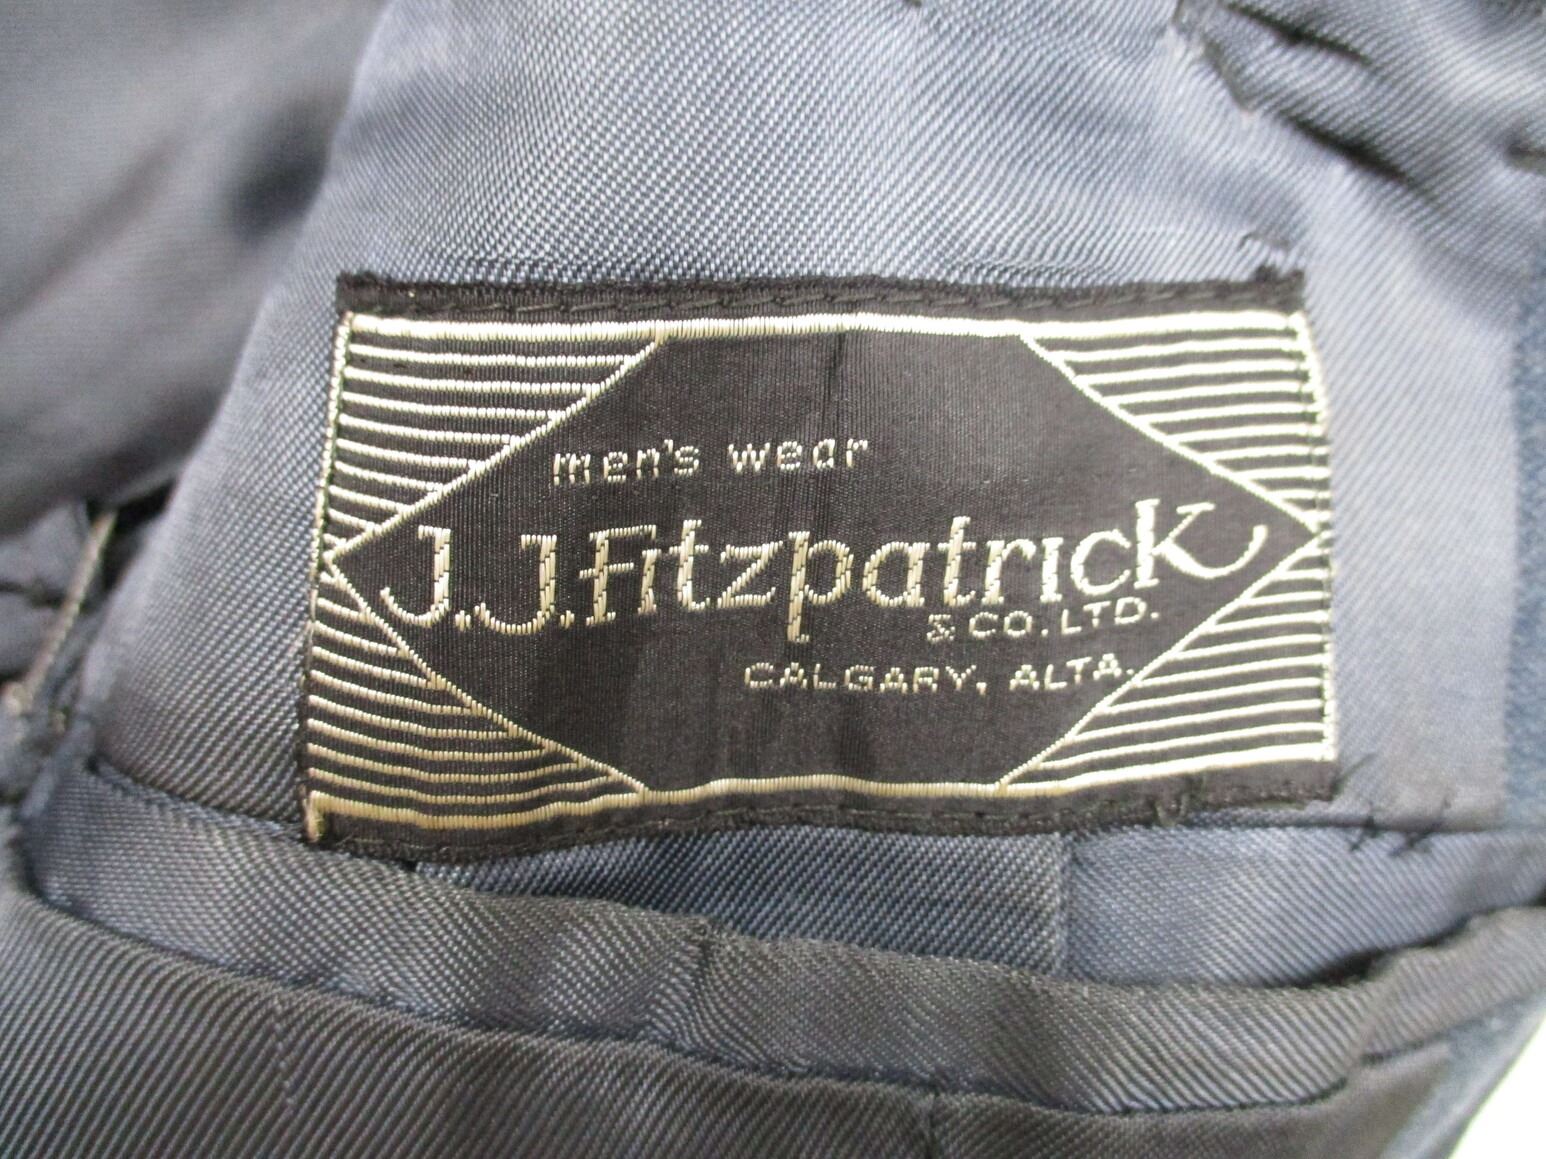 men's wear
J.J.Fitzpatrick
& CO. LTD.
CALGARY, ALTA.